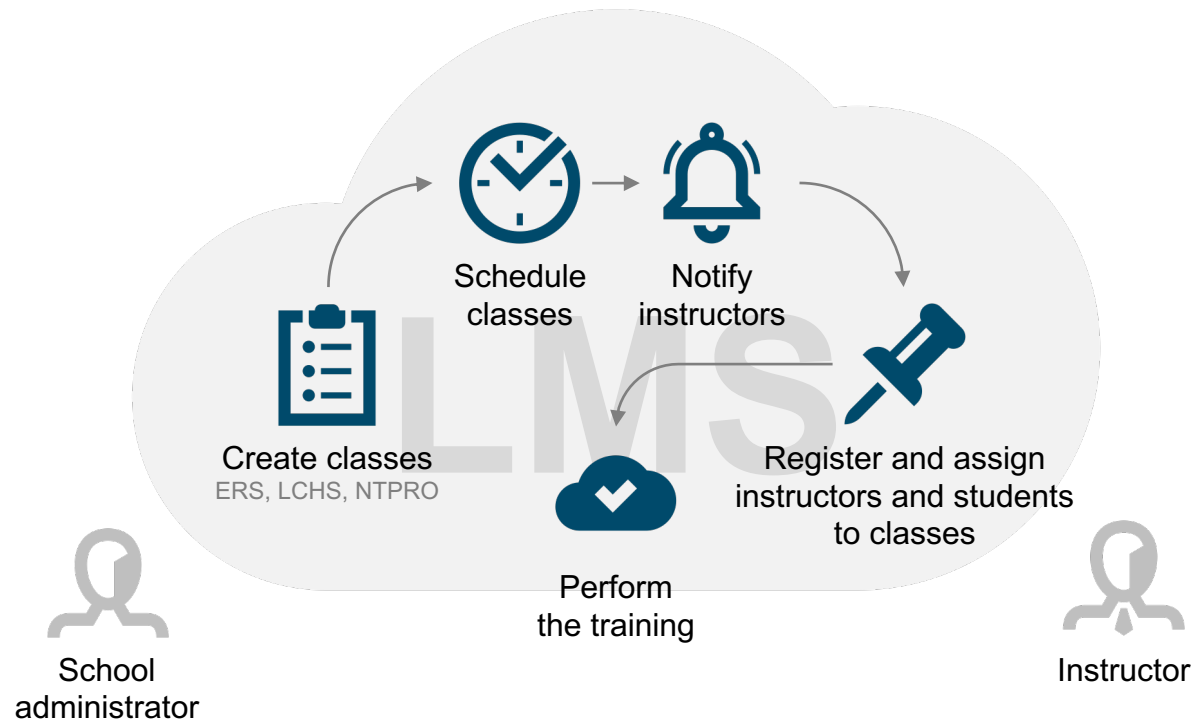 LMS
Schedule
classes
Notify
instructors
Create classes
ERS, LCHS, NTPRO
Register and assign
instructors and students
to classes
Perform
the training
School
administrator
Instructor